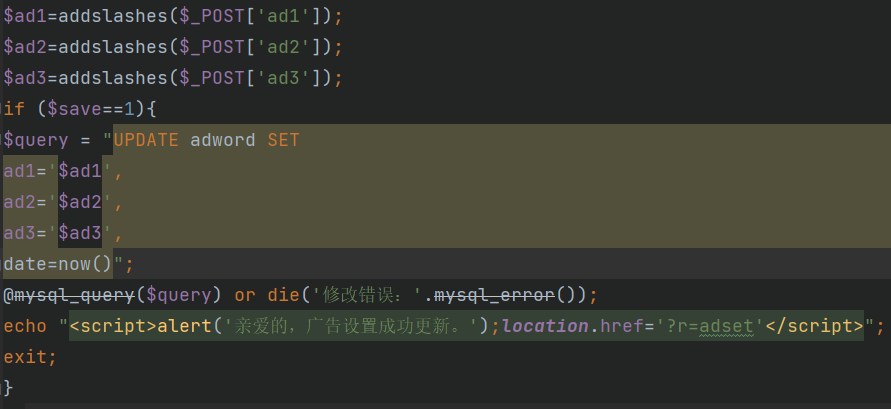 $ad1=addslashes($_POST['ad1']);
$ad2=addslashes($_POST['ad2']);
$ad3=addslashes($_POST['ad3']);
if ($save==1){
$query = "UPDATE adword SET
ad1='$ad1',
ad2='$ad2',
ad3='$ad3',
date=now()";
@mysql_query($query) or die('修改错误：'.mysql_error());
echo "<script>alert('亲爱的，广告设置成功更新。');location.href='?r=adset'</script>";
exit;
}